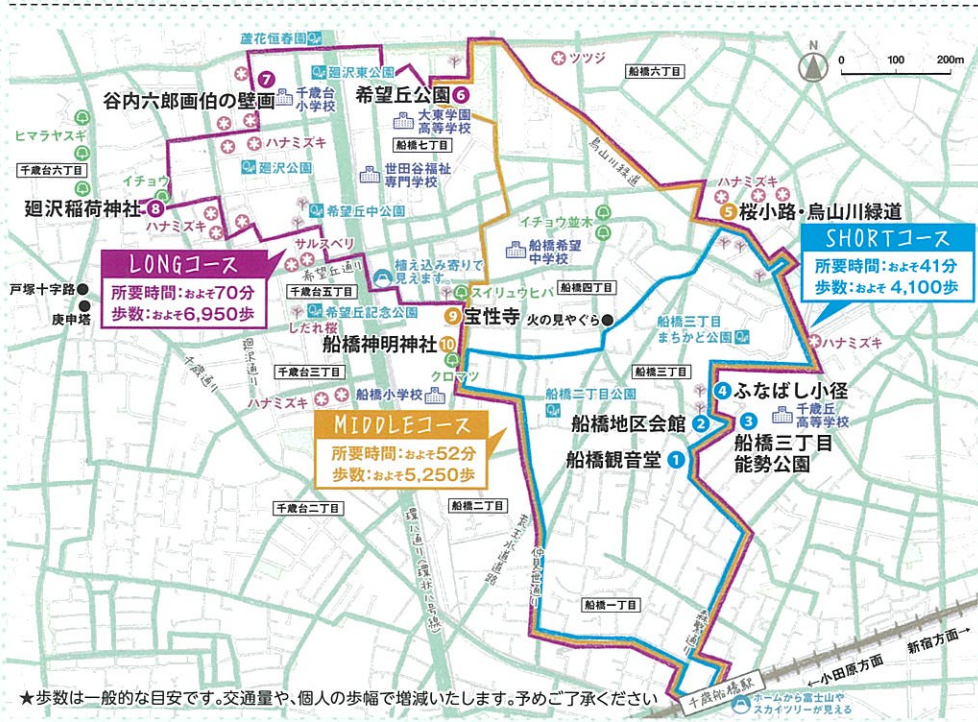 蘆花恒春園
ツツジ
船橋六丁目
N
0 100 200m
廻沢東公園
7
千歳台
小学校
谷内六郎画伯の壁画
希望丘公園 6
大東学園
高等学校
船橋七丁目
ヒマラヤスギ
ハナミズキ
千歳台六丁目
廻沢公園
世田谷福祉
専門学校
烏山川緑道
イチョウ
廻沢稲荷神社 8
ハナミズキ
希望丘中公園
イチョウ並木
ハナミズキ
5 桜小路・烏山川緑道
サルスベリ
希望丘通り
船橋希望
中学校
SHORTコース
所要時間:およそ41分
歩数:およそ 4,100歩
LONGコース
所要時間:およそ70分
歩数:およそ 6,950歩
植え込み寄りで
見えます。
戸塚十字路
庚申塔
千歳台五丁目
スイリュウヒバ
船橋四丁目
希望丘記念公園
しだれ桜
9 宝性寺
火の見やぐら
船橋三丁目
まちかど公園
ハナミズキ
船橋神明神社 10
クロマツ
千歳通り
千歳台三丁目
船橋三丁目
ハナミズキ
船橋小学校
船橋二丁目公園
4 ふなばし小径
船橋地区会館 2
3
船橋三丁目
能勢公園
千歳丘
高等学校
MIDDLEコース
所要時間:およそ52分
歩数:およそ 5,250歩
船橋観音堂 1
千歳台二丁目
船橋二丁目
環八通り(環状八号線)
荒玉水道道路
仲見世通り
船橋一丁目
森繁通り
新宿方面
←小田原方面
千歳船橋駅
ホームから富士山や
スカイツリーが見える
★歩数は一般的な目安です。交通量や、個人の歩幅で増減いたします。予めご了承ください